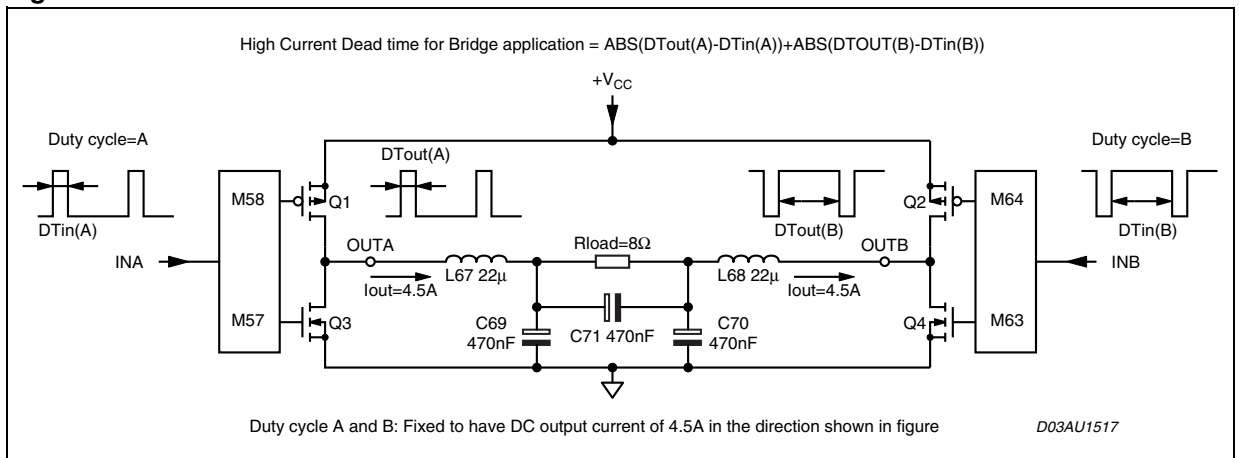 High Current Dead time for Bridge application = ABS(DTout(A)-DTin(A))+ABS(DTOUT(B)-DTin(B))
+VCC
Duty cycle=A
DTout(A)
Duty cycle=B
M58
Q1
Q2
M64
DTin(A)
DTout(B)
DTin(B)
INA
OUTA
Rload=8Ω
OUTB
INB
L67 22μ
L68 22μ
Iout=4.5A
Iout=4.5A
M57
Q3
C69
470nF
C71 470nF
C70
470nF
Q4
M63
Duty cycle A and B: Fixed to have DC output current of 4.5A in the direction shown in figure
D03AU1517